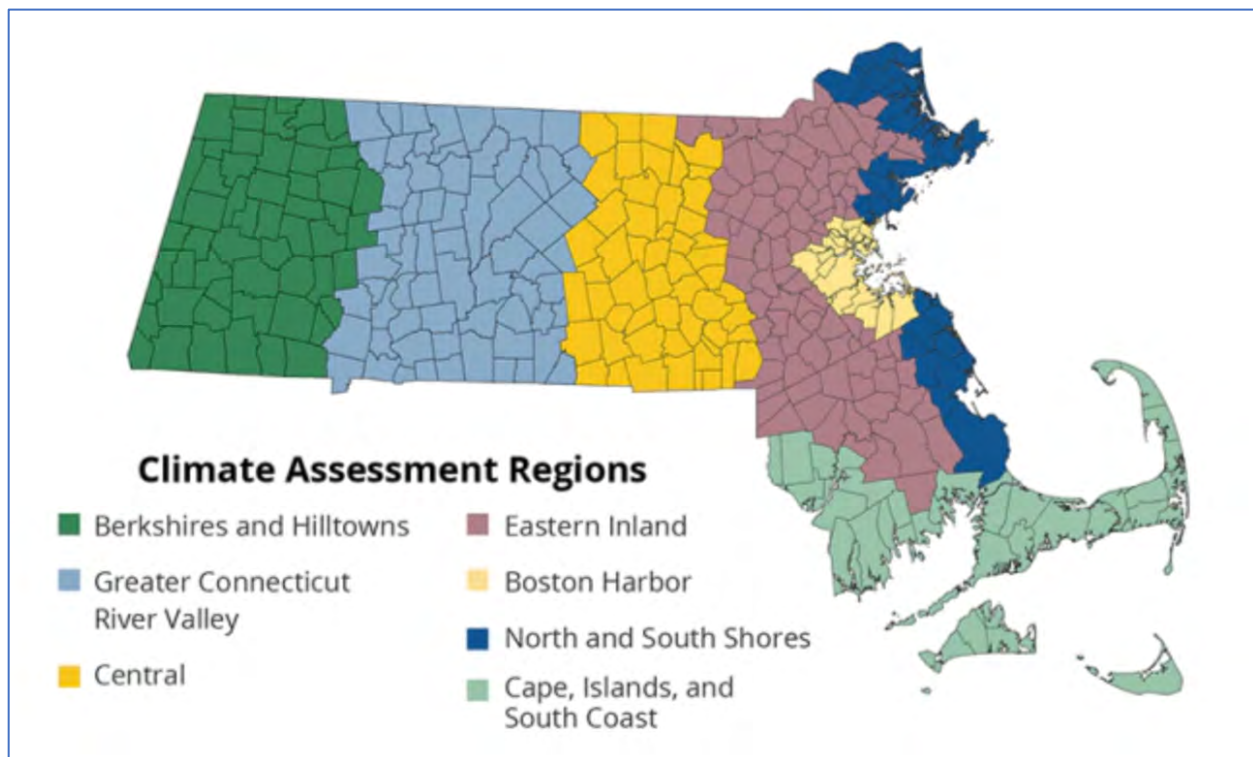 Climate Assessment Regions
Berkshires and Hilltowns
Greater Connecticut
River Valley
Central
Eastern Inland
Boston Harbor
North and South Shores
Cape, Islands, and
South Coast